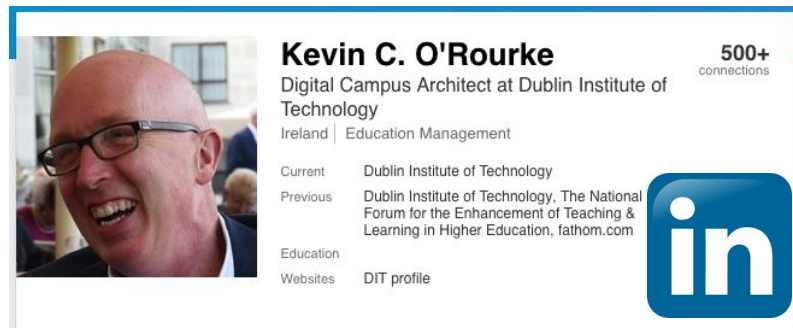 Kevin C. O'Rourke
500+
connections
Digital Campus Architect at Dublin Institute of
Technology
Ireland | Education Management
Current Dublin Institute of Technology
Previous Dublin Institute of Technology, The National
Forum for the Enhancement of Teaching &
Learning in Higher Education, fathom.com
Education
Websites DIT profile
in